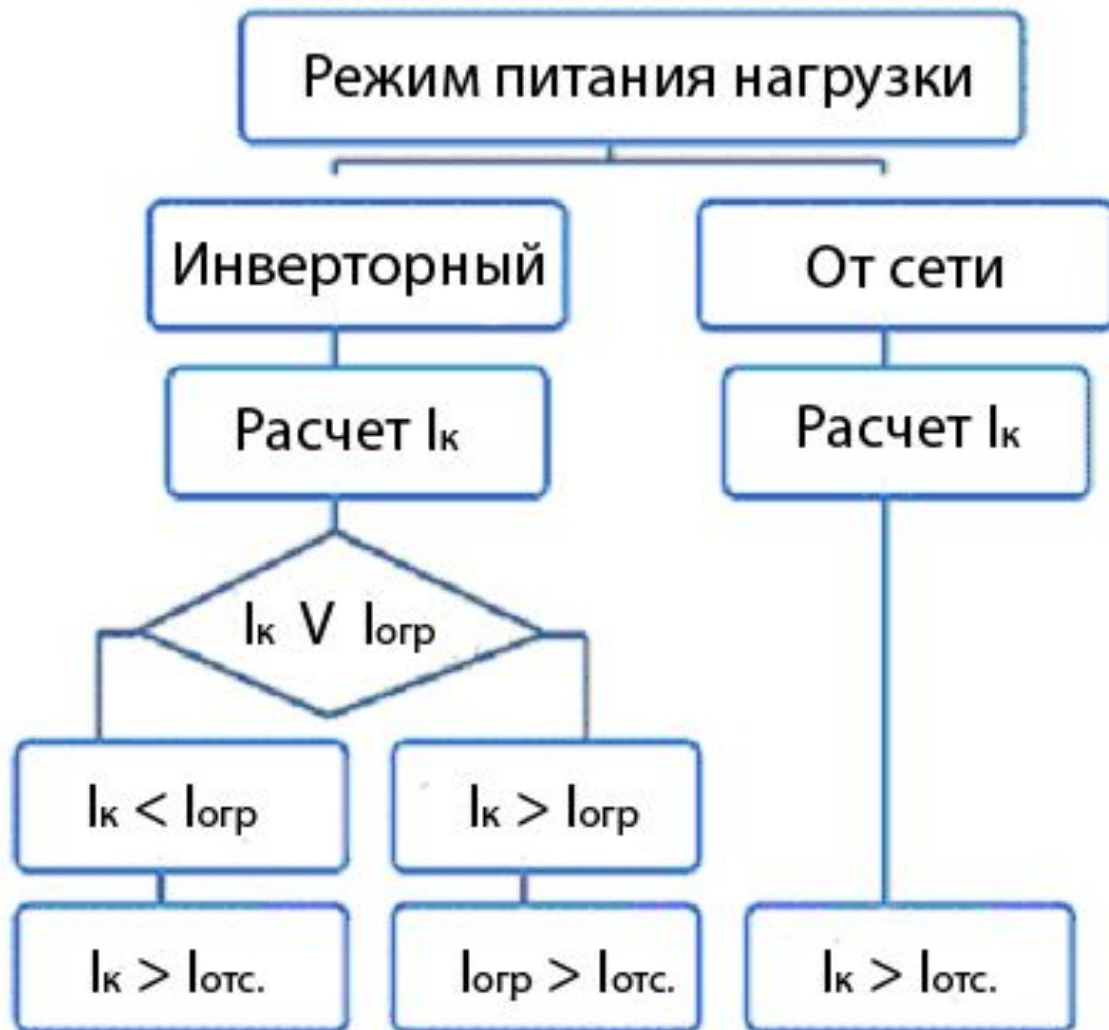 Режим питания нагрузки
Инверторный
От сети
Расчет Iк
Расчет Iк
Iк V Iогр
Iк < Iогр
Iк > Iогр
Iк > Iотс.
Iогр > Iотс.
Iк > Iотс.